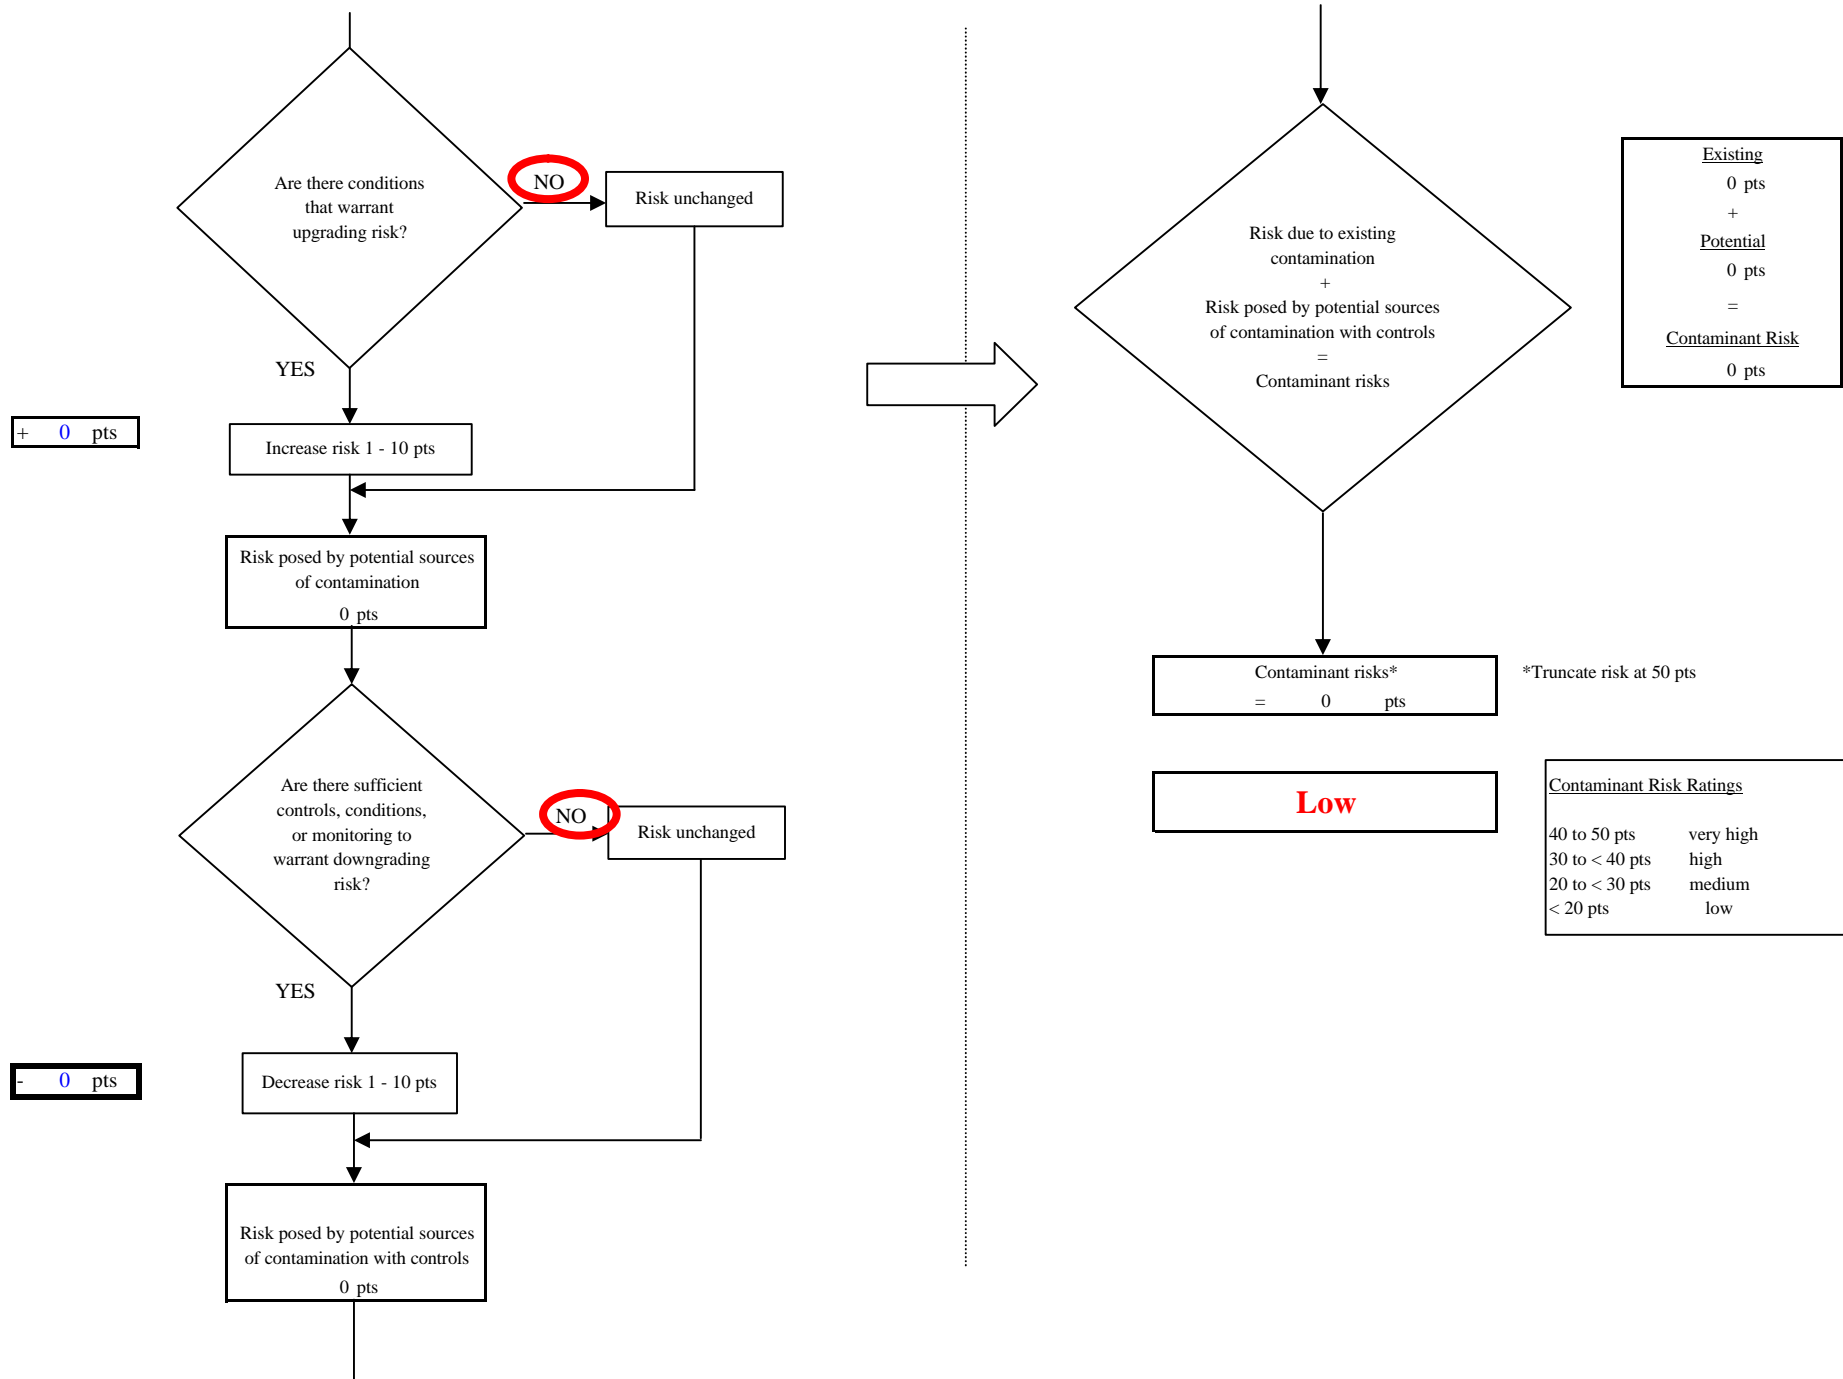 Are there conditions
that warrant
upgrading risk?
NO
Risk unchanged
YES
+ 0 pts
Increase risk 1 - 10 pts
Risk posed by potential sources
of contamination
0 pts
Are there sufficient
controls, conditions,
or monitoring to
warrant downgrading
risk?
NO
Risk unchanged
YES
- 0 pts
Decrease risk 1 - 10 pts
Risk posed by potential sources
of contamination with controls
0 pts
Risk due to existing
contamination
+
Risk posed by potential sources
of contamination with controls
=
Contaminant risks
Existing
0 pts
+
Potential
0 pts
=
Contaminant Risk
0 pts
Contaminant risks*
= 0 pts
*Truncate risk at 50 pts
Low
Contaminant Risk Ratings
40 to 50 pts very high
30 to < 40 pts high
20 to < 30 pts medium
< 20 pts low